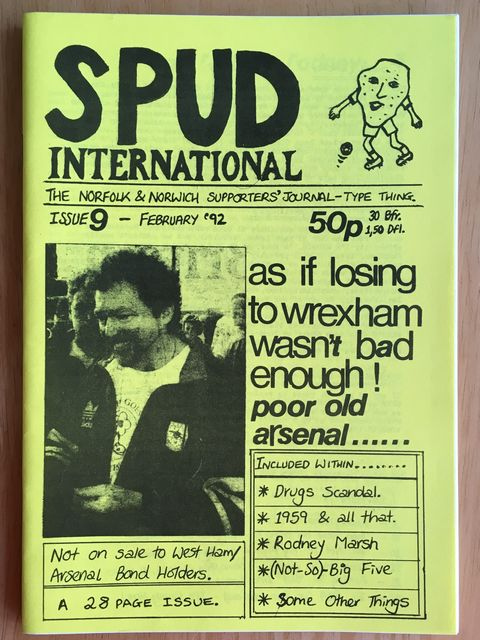 SPUD
INTERNATIONAL
THE NORFOLK & NORWICH SUPPORTERS' JOURNAL-TYPE THING.
ISSUE 9 - FEBRUARY '92
50p 30 Bfr.
1,50 Dfl.
as if losing
to wrexham
wasn't bad
enough!
poor old
arsenal......
INCLUDED WITHIN........
* Drugs Scandal.
* 1959 & all that.
* Rodney Marsh
* (Not-So)-Big Five
* Some Other Things
Not on sale to West Ham/
Arsenal Bond Holders.
A 28 PAGE ISSUE.